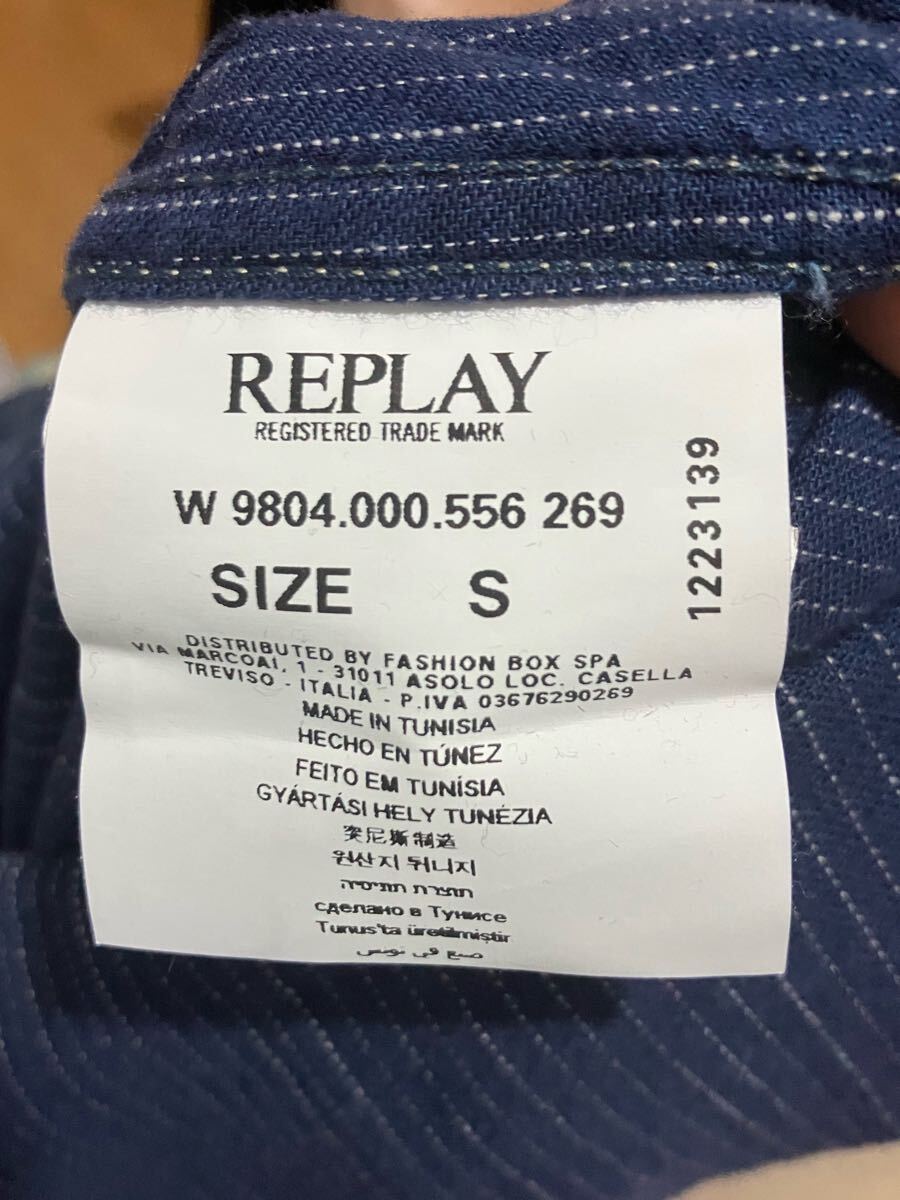 REPLAY
REGISTERED TRADE MARK
W 9804.000.556 269
SIZE S
1223139
DISTRIBUTED BY FASHION BOX SPA
VIA MARCOAI, 1 - 31011 ASOLO LOC. CASELLA
TREVISO - ITALIA - P.IVA 03676290269
MADE IN TUNISIA
HECHO EN TÚNEZ
FEITO EM TUNÍSIA
GYÁRTÁSI HELY TUNÉZIA
突尼斯制造
원산지 튀니지
תוצרת תוניסיה
сделано в Тунисе
Tunus'ta üretilmiştir
صنع في تونس